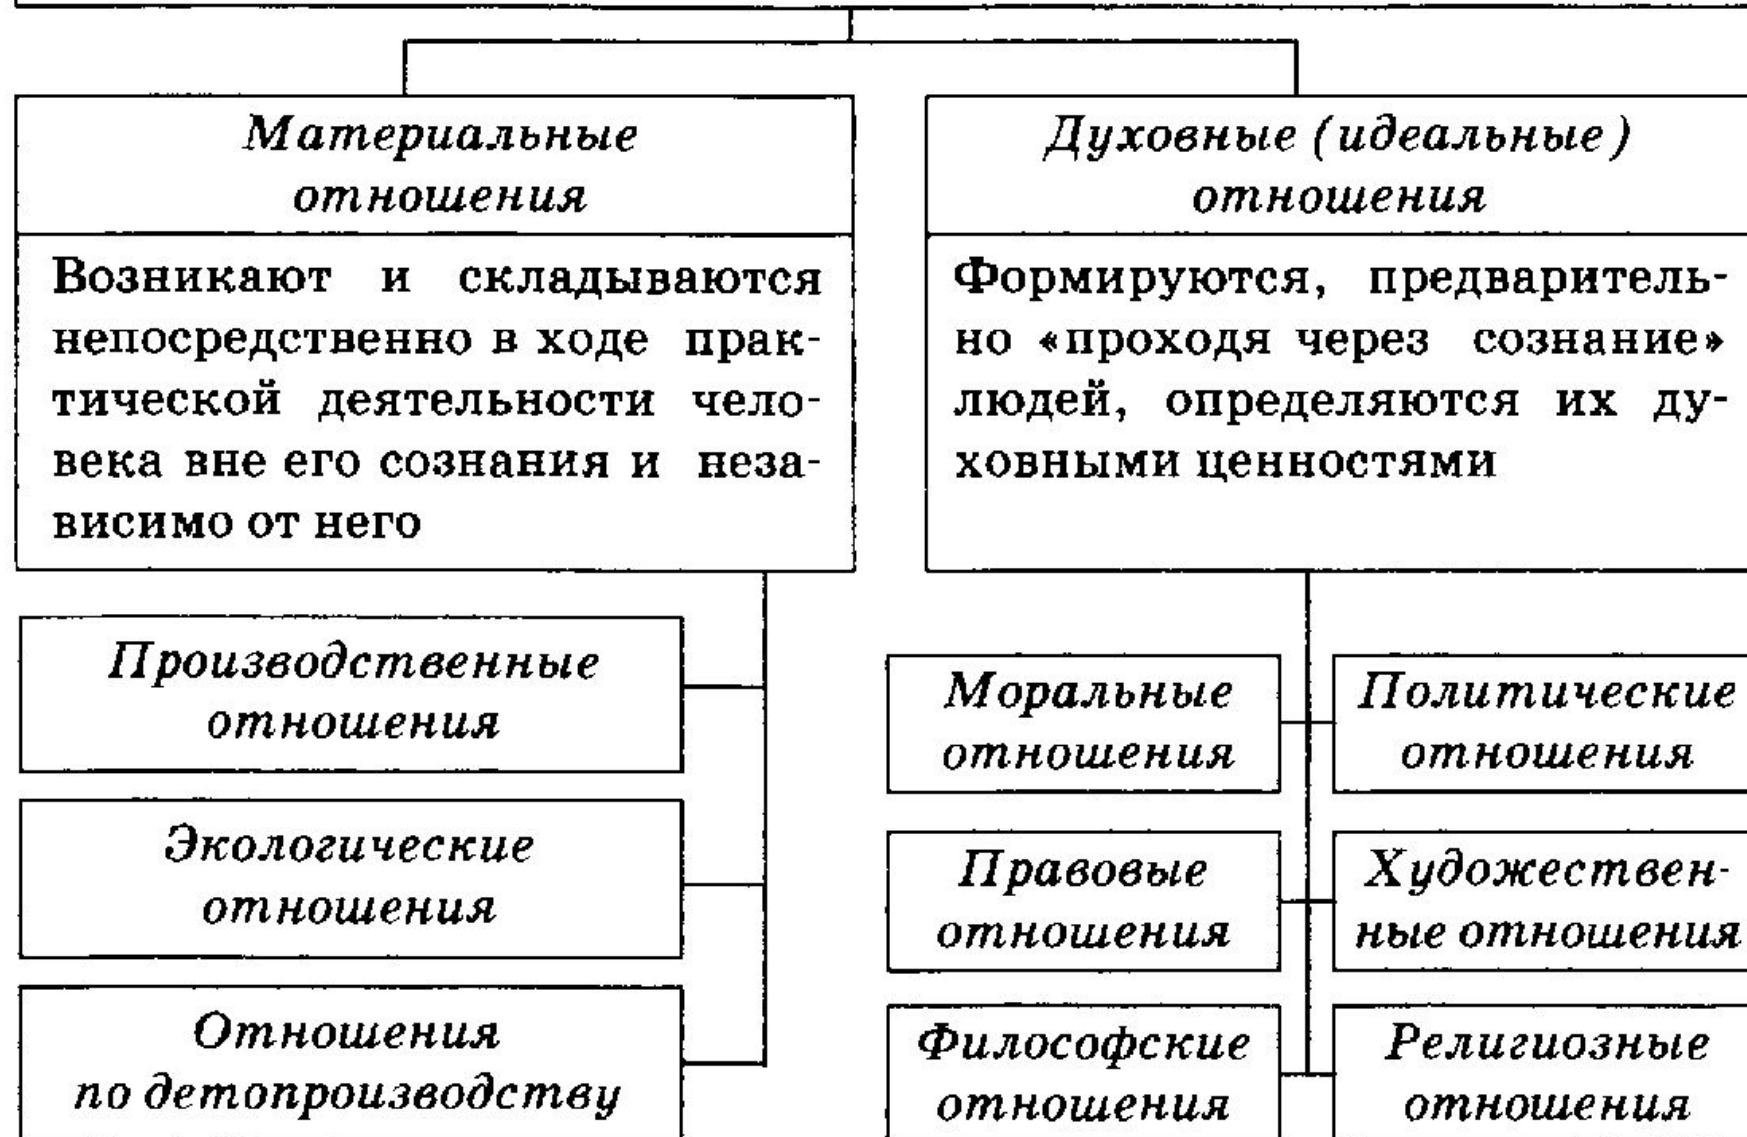 Материальные
отношения
Возникают и складываются
непосредственно в ходе прак-
тической деятельности чело-
века вне его сознания и неза-
висимо от него
Духовные (идеальные)
отношения
Формируются, предваритель-
но «проходя через сознание»
людей, определяются их ду-
ховными ценностями
Производственные
отношения
Экологические
отношения
Отношения
по детопроизводству
Моральные
отношения
Политические
отношения
Правовые
отношения
Художествен-
ные отношения
Философские
отношения
Религиозные
отношения